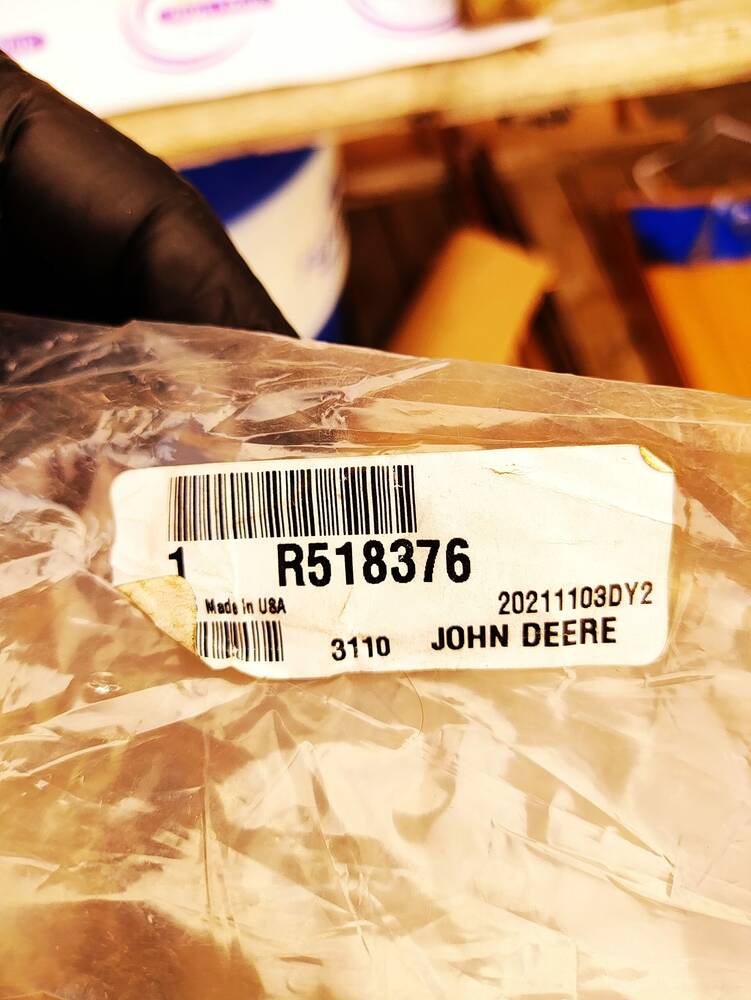 1 R518376
Made in USA
20211103DY2
3110 JOHN DEERE